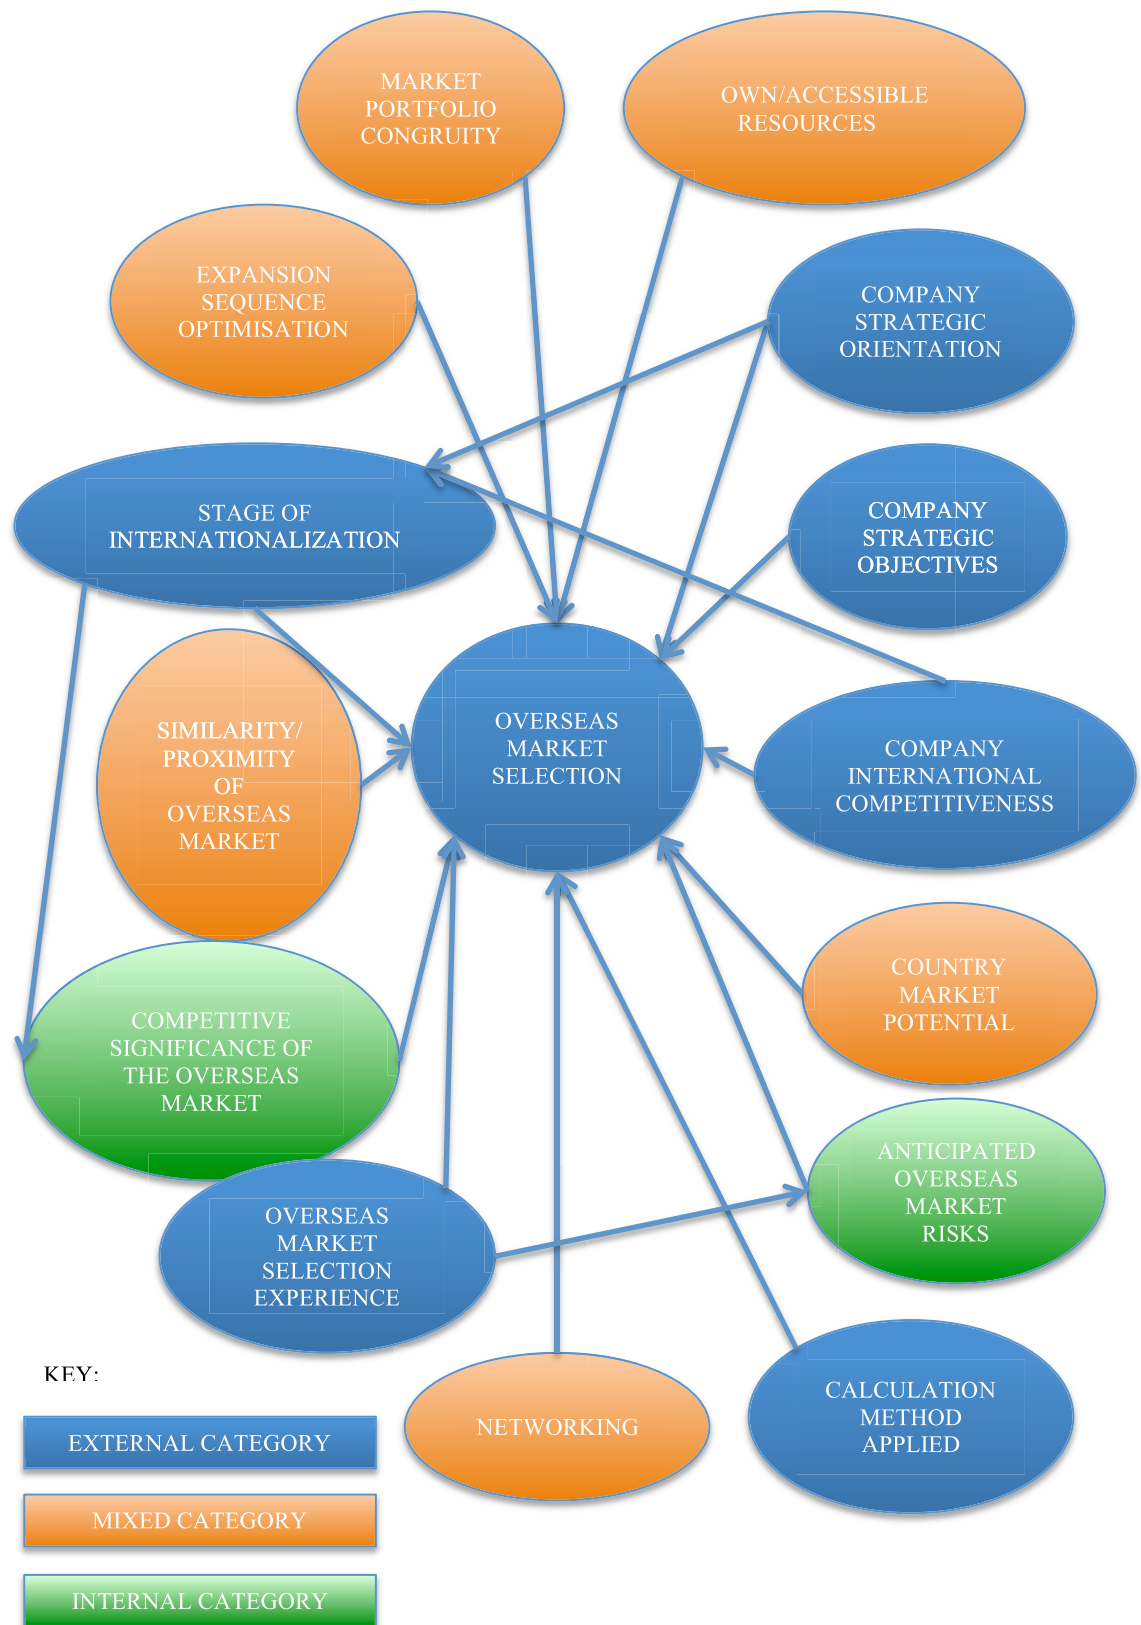 MARKET
PORTFOLIO
CONGRUITY
OWN/ACCESSIBLE
RESOURCES
EXPANSION
SEQUENCE
OPTIMISATION
COMPANY
STRATEGIC
ORIENTATION
STAGE OF
INTERNATIONALIZATION
COMPANY
STRATEGIC
OBJECTIVES
SIMILARITY/
PROXIMITY
OF
OVERSEAS
MARKET
OVERSEAS
MARKET
SELECTION
COMPANY
INTERNATIONAL
COMPETITIVENESS
COMPETITIVE
SIGNIFICANCE OF
THE OVERSEAS
MARKET
COUNTRY
MARKET
POTENTIAL
ANTICIPATED
OVERSEAS
MARKET
RISKS
OVERSEAS
MARKET
SELECTION
EXPERIENCE
NETWORKING
CALCULATION
METHOD
APPLIED
KEY:
EXTERNAL CATEGORY
MIXED CATEGORY
INTERNAL CATEGORY